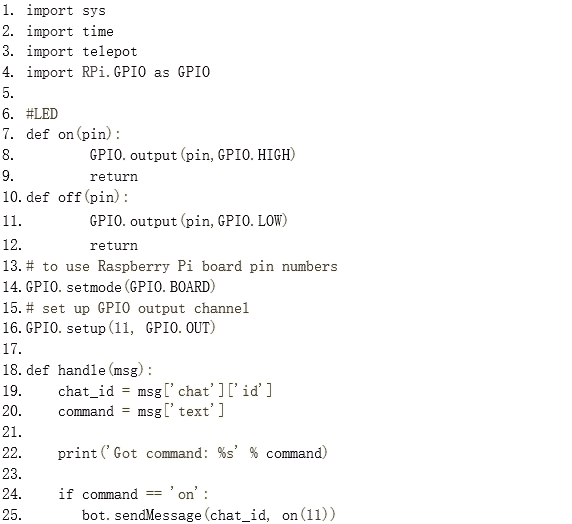 1. import sys
2. import time
3. import telepot
4. import RPi.GPIO as GPIO
5.
6. #LED
7. def on(pin):
8.         GPIO.output(pin,GPIO.HIGH)
9.         return
10. def off(pin):
11.         GPIO.output(pin,GPIO.LOW)
12.         return
13. # to use Raspberry Pi board pin numbers
14. GPIO.setmode(GPIO.BOARD)
15. # set up GPIO output channel
16. GPIO.setup(11, GPIO.OUT)
17.
18. def handle(msg):
19.     chat_id = msg['chat']['id']
20.     command = msg['text']
21.
22.     print('Got command: %s' % command)
23.
24.     if command == 'on':
25.        bot.sendMessage(chat_id, on(11))